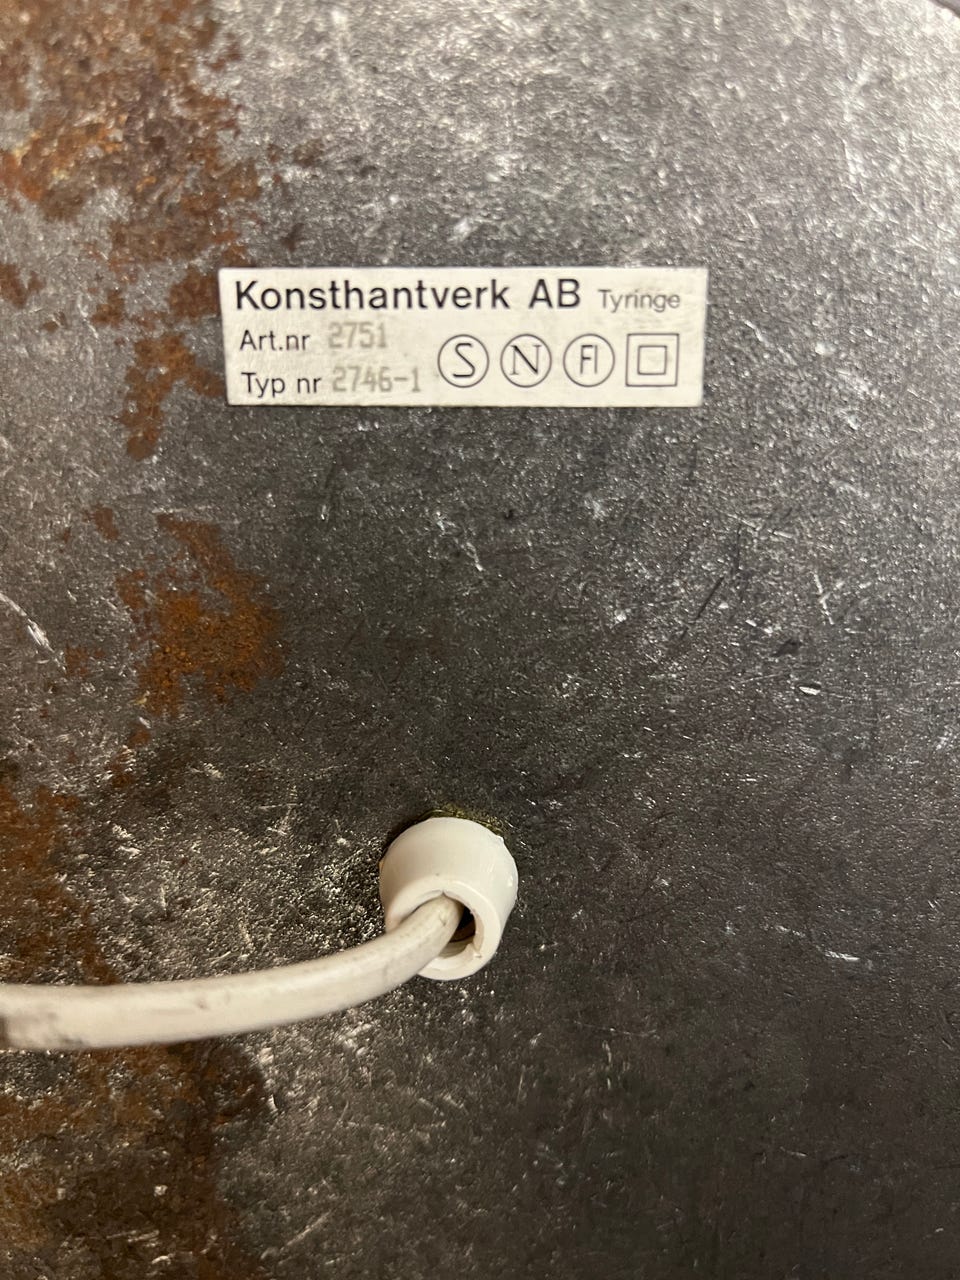 Konsthantverk AB Tyringe
Art.nr 2751
Typ nr 2746-1
S N FI